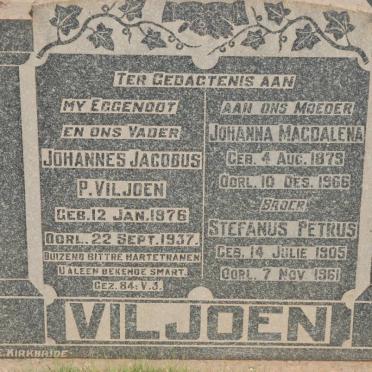 TER GEDACTENIS AAN
MY EGGENOOT
EN ONS VADER
JOHANNES JACOBUS
P. VILJOEN
GEB. 12 JAN. 1876
OORL. 22 SEPT. 1937.
DUIZEND BITTRE HARTETRANEN
U ALEEN BEKENDE SMART.
GEZ. 84: V. 3.
AAN ONS MOEDER
JOHANNA MAGDALENA
GEB. 4 AUG. 1879
OORL. 10 DES. 1966
BROER
STEFANUS PETRUS
GEB. 14 JULIE 1905
OORL. 7 NOV 1961
VILJOEN
KIRKBRIDE